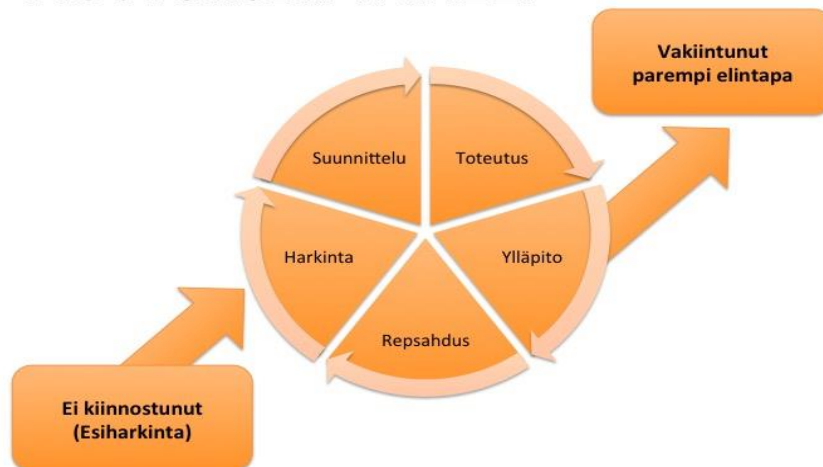 Vakiintunut
parempi elintapa
Suunnittelu
Toteutus
Harkinta
Ylläpito
Repsahdus
Ei kiinnostunut
(Esiharkinta)